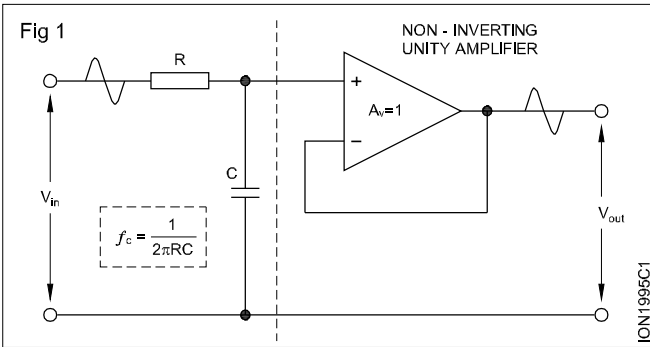 Fig 1
NON - INVERTING
UNITY AMPLIFIER
R
+
Av=1
−
C
Vin
fc = 1
2πRC
Vout
ION1995C1